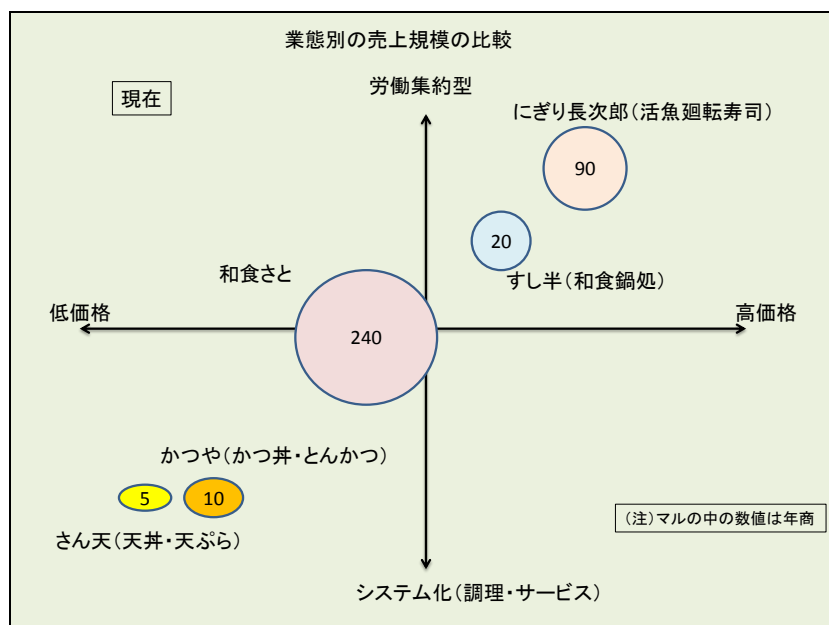 業態別の売上規模の比較
現在
労働集約型
にぎり長次郎(活魚廻転寿司)
90
20
すし半(和食鍋処)
和食さと
低価格
高価格
240
かつや(かつ丼・とんかつ)
5
10
さん天(天丼・天ぷら)
(注)マルの中の数値は年商
システム化(調理・サービス)